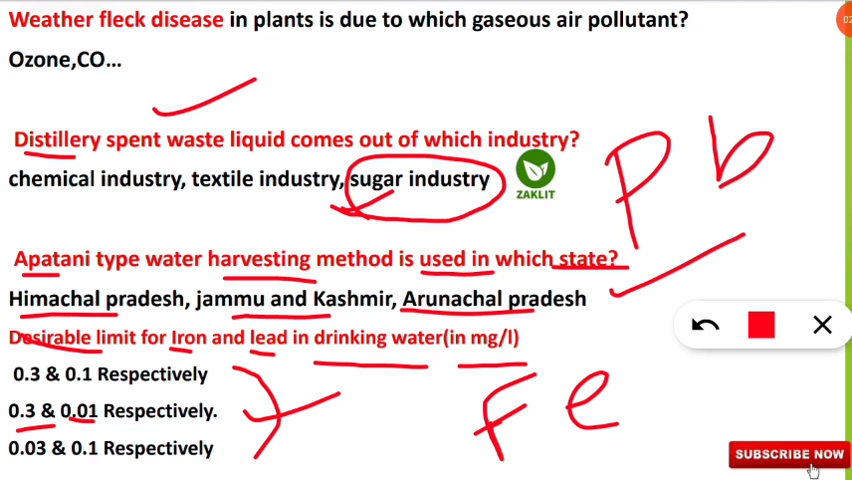 02
Weather fleck disease in plants is due to which gaseous air pollutant?
Ozone,CO...
Distillery spent waste liquid comes out of which industry?
chemical industry, textile industry, sugar industry
ZAKLIT
Pb
Apatani type water harvesting method is used in which state?
Himachal pradesh, jammu and Kashmir, Arunachal pradesh
Desirable limit for Iron and lead in drinking water(in mg/l)
0.3 & 0.1 Respectively
0.3 & 0.01 Respectively.
Fe
0.03 & 0.1 Respectively
SUBSCRIBE NOW